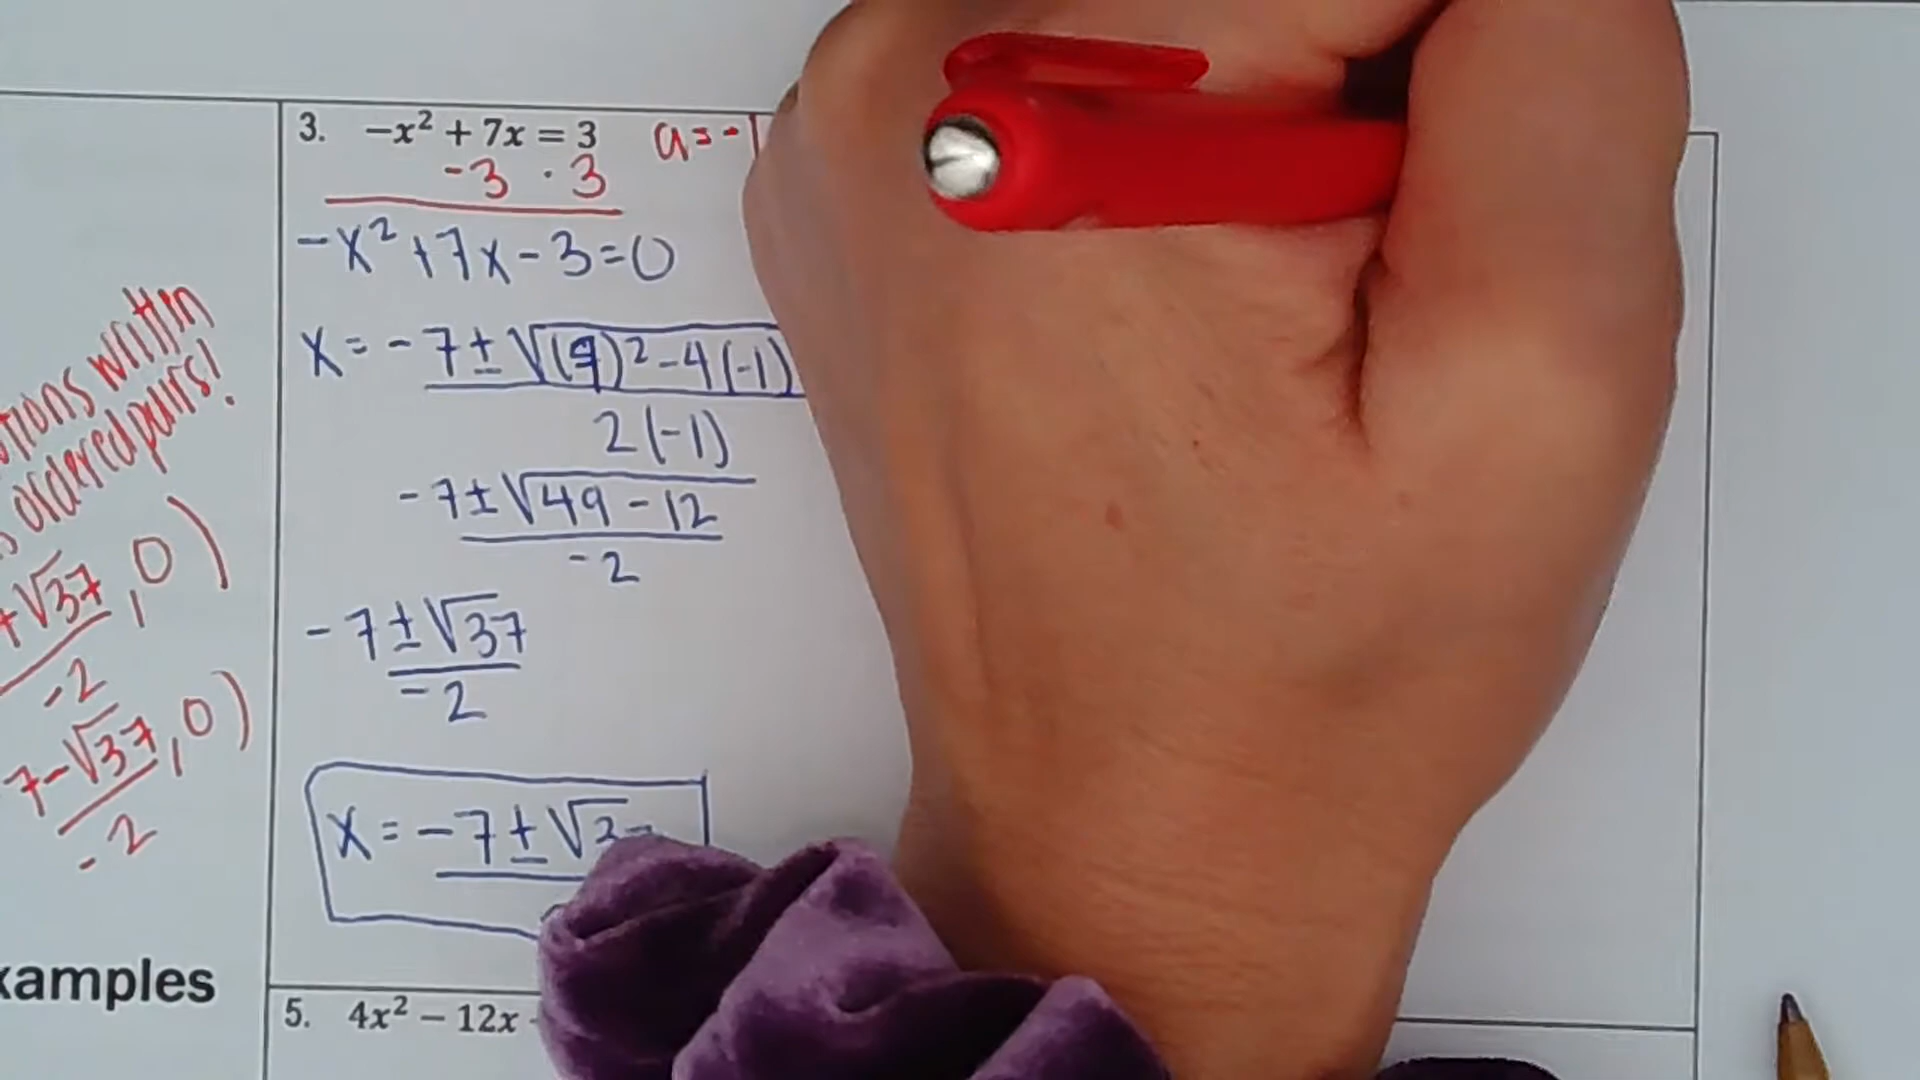 3. −x² + 7x = 3 a = -1
-3 -3
-x² + 7x - 3 = 0
x = -7 ± √(7)² - 4(-1)
2(-1)
-7 ± √49 - 12
-2
-7 ± √37
-2
x = -7 ± √3
written
ordered pairs!
+√37, 0)
-2
7-√37, 0)
-2
5. 4x² − 12x